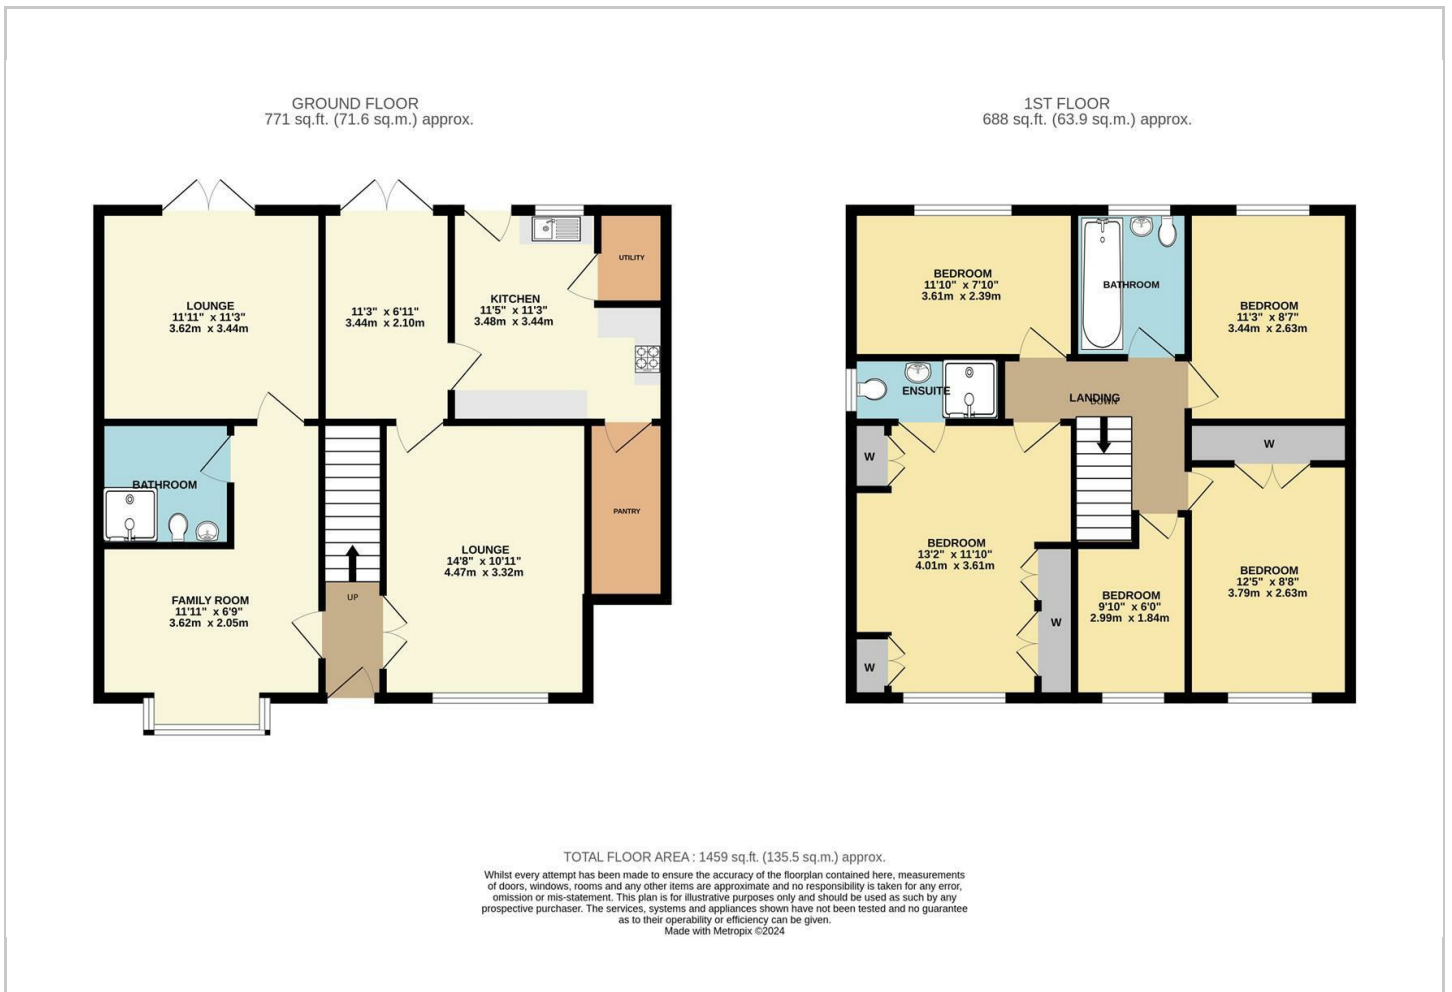 GROUND FLOOR
771 sq.ft. (71.6 sq.m.) approx.
LOUNGE
11'11" x 11'3"
3.62m x 3.44m
11'3" x 6'11"
3.44m x 2.10m
KITCHEN
11'5" x 11'3"
3.48m x 3.44m
UTILITY
BATHROOM
LOUNGE
14'8" x 10'11"
4.47m x 3.32m
PANTRY
FAMILY ROOM
11'11" x 6'9"
3.62m x 2.05m
UP
1ST FLOOR
688 sq.ft. (63.9 sq.m.) approx.
BEDROOM
11'10" x 7'10"
3.61m x 2.39m
BATHROOM
BEDROOM
11'3" x 8'7"
3.44m x 2.63m
ENSUITE
LANDING
DOWN
W
W
BEDROOM
13'2" x 11'10"
4.01m x 3.61m
BEDROOM
12'5" x 8'8"
3.79m x 2.63m
BEDROOM
9'10" x 6'0"
2.99m x 1.84m
W
W
TOTAL FLOOR AREA : 1459 sq.ft. (135.5 sq.m.) approx.
Whilst every attempt has been made to ensure the accuracy of the floorplan contained here, measurements
of doors, windows, rooms and any other items are approximate and no responsibility is taken for any error,
omission or mis-statement. This plan is for illustrative purposes only and should be used as such by any
prospective purchaser. The services, systems and appliances shown have not been tested and no guarantee
as to their operability or efficiency can be given.
Made with Metropix ©2024